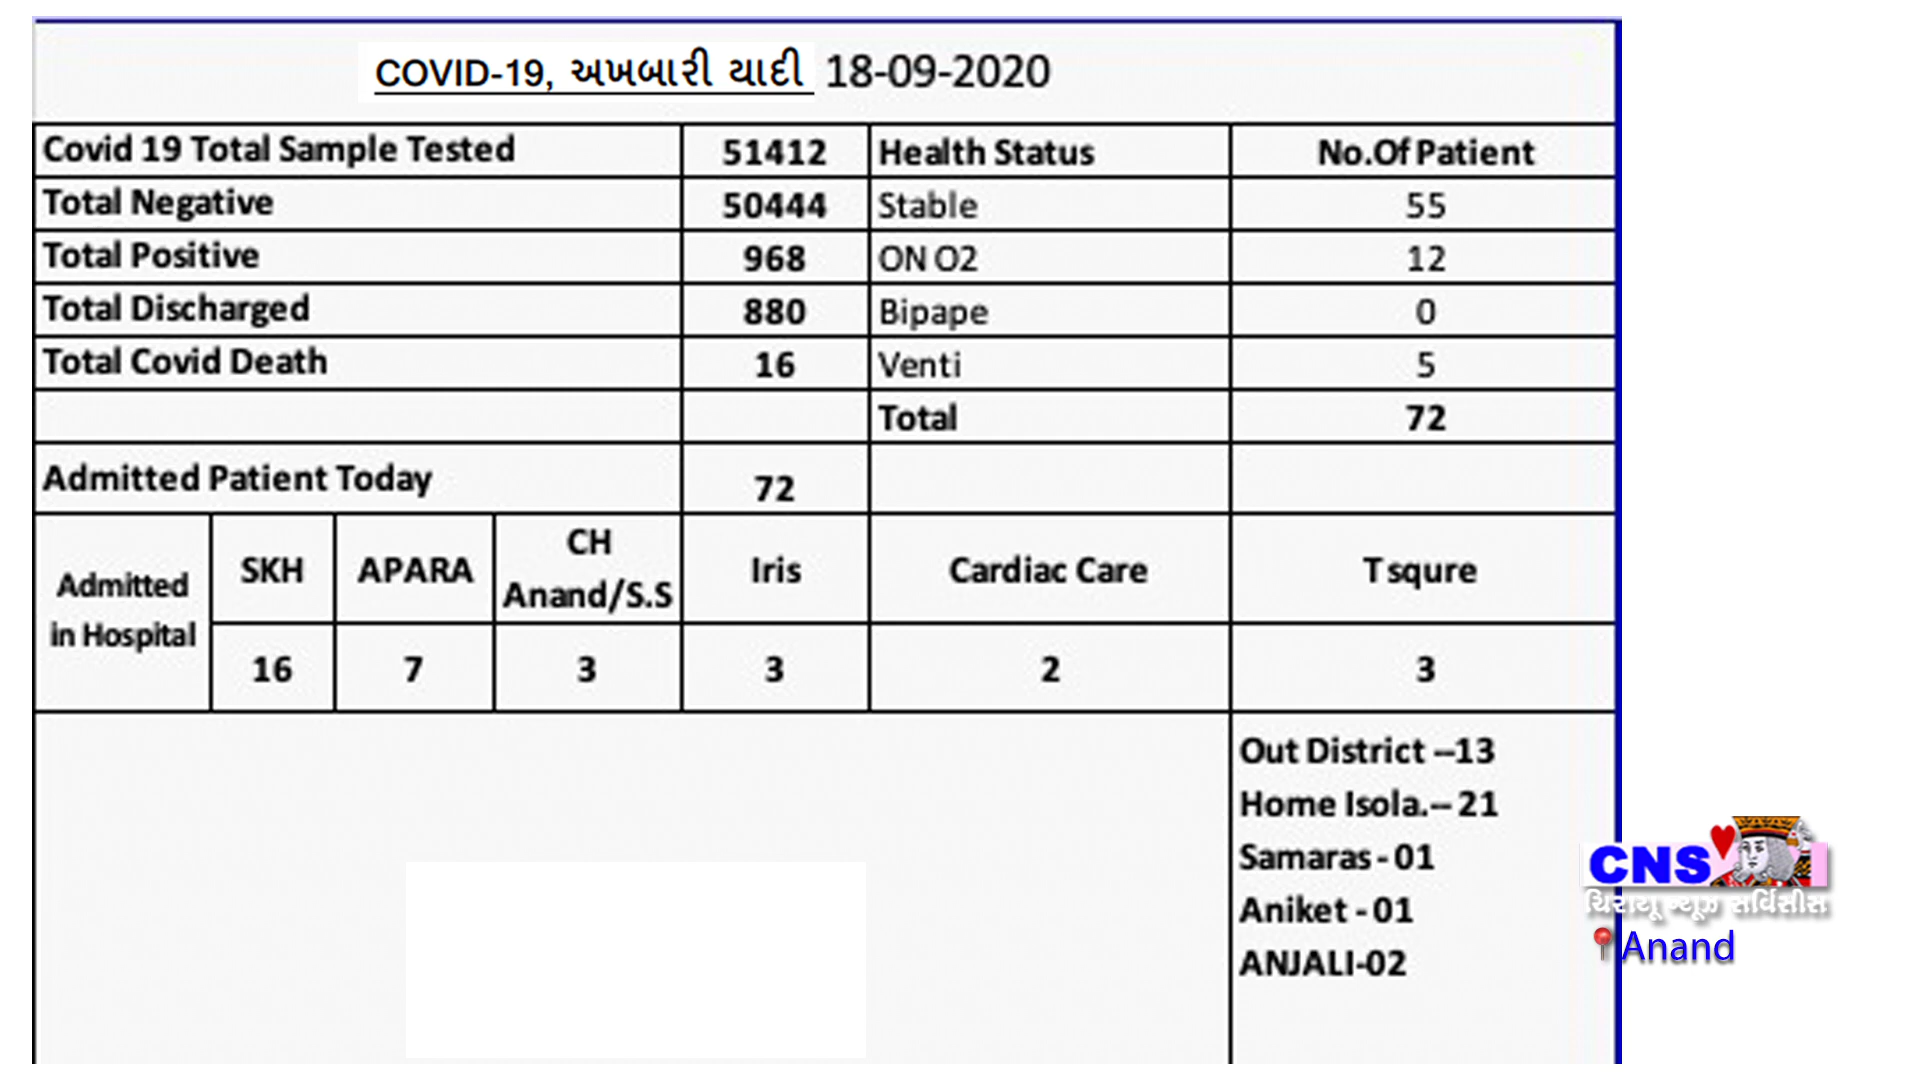 COVID-19, અખબારી યાદી 18-09-2020
Covid 19 Total Sample Tested 51412 Health Status No.Of Patient
Total Negative 50444 Stable 55
Total Positive 968 ON O2 12
Total Discharged 880 Bipape 0
Total Covid Death 16 Venti 5
Total 72
Admitted Patient Today 72
Admitted in Hospital SKH APARA CH Anand/S.S Iris Cardiac Care Tsqure
16 7 3 3 2 3
Out District --13
Home Isola.-- 21
Samaras - 01
Aniket - 01
ANJALI-02
CNS
ચિરાયૂ ન્યૂઝ સર્વિસીસ
Anand